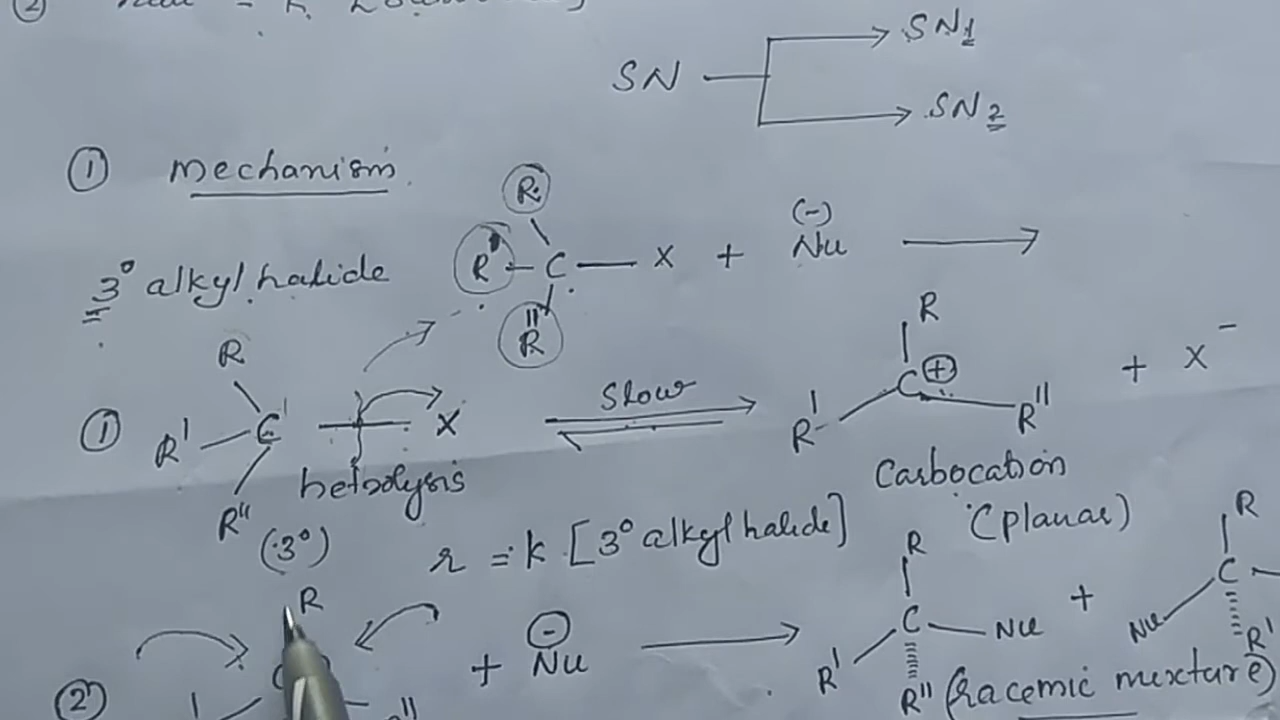 ②
SN SN1
SN2
① Mechanism.
3° alkyl halide R R' C X + (-) Nu
R''
① R R' C X Slow R C ⊕ R' R'' + X⁻
R'' hetrolysis Carbocation
(3°) r = k [3° alkyl halide] (planar)
② R + ⊖ Nu R C Nu R' R'' + R C Nu R'
R'' (racemic mixture)